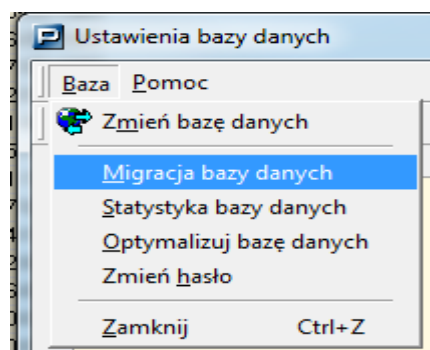 Ustawienia bazy danych
Baza Pomoc
Zmień bazę danych
Migracja bazy danych
Statystyka bazy danych
Optymalizuj bazę danych
Zmień hasło
Zamknij Ctrl+Z